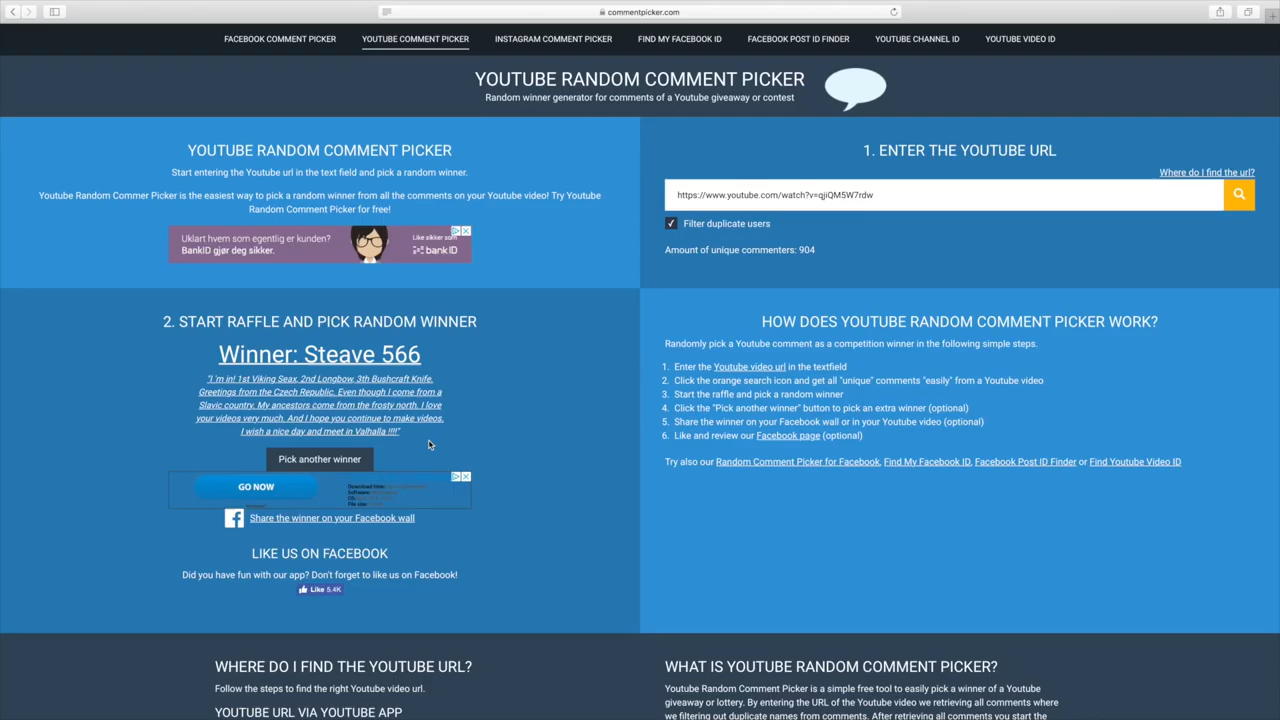 commentpicker.com
FACEBOOK COMMENT PICKER YOUTUBE COMMENT PICKER INSTAGRAM COMMENT PICKER FIND MY FACEBOOK ID FACEBOOK POST ID FINDER YOUTUBE CHANNEL ID YOUTUBE VIDEO ID
YOUTUBE RANDOM COMMENT PICKER
Random winner generator for comments of a Youtube giveaway or contest
YOUTUBE RANDOM COMMENT PICKER
Start entering the Youtube url in the text field and pick a random winner.
Youtube Random Commer Picker is the easiest way to pick a random winner from all the comments on your Youtube video! Try Youtube
Random Comment Picker for free!
Uklart hvem som egentlig er kunden?
BankID gjør deg sikker.
Like sikker som
bankID
1. ENTER THE YOUTUBE URL
Where do I find the url?
https://www.youtube.com/watch?v=qjiQM5W7rdw
Filter duplicate users
Amount of unique commenters: 904
2. START RAFFLE AND PICK RANDOM WINNER
Winner: Steave 566
"I´m in! 1st Viking Seax, 2nd Longbow, 3th Bushcraft Knife.
Greetings from the Czech Republic. Even though I come from a
Slavic country. My ancestors come from the frosty north. I love
your videos very much. And I hope you continue to make videos.
I wish a nice day and meet in Valhalla !!!!"
Pick another winner
GO NOW
Share the winner on your Facebook wall
LIKE US ON FACEBOOK
Did you have fun with our app? Don't forget to like us on Facebook!
Like 5.4K
HOW DOES YOUTUBE RANDOM COMMENT PICKER WORK?
Randomly pick a Youtube comment as a competition winner in the following simple steps.
1. Enter the Youtube video url in the textfield
2. Click the orange search icon and get all "unique" comments "easily" from a Youtube video
3. Start the raffle and pick a random winner
4. Click the "Pick another winner" button to pick an extra winner (optional)
5. Share the winner on your Facebook wall or in your Youtube video (optional)
6. Like and review our Facebook page (optional)
Try also our Random Comment Picker for Facebook, Find My Facebook ID, Facebook Post ID Finder or Find Youtube Video ID
WHERE DO I FIND THE YOUTUBE URL?
Follow the steps to find the right Youtube video url.
YOUTUBE URL VIA YOUTUBE APP
WHAT IS YOUTUBE RANDOM COMMENT PICKER?
Youtube Random Comment Picker is a simple free tool to easily pick a winner of a Youtube
giveaway or lottery. By entering the URL of the Youtube video we retrieving all comments where
we filtering out duplicate names from comments. After retrieving all comments you start the